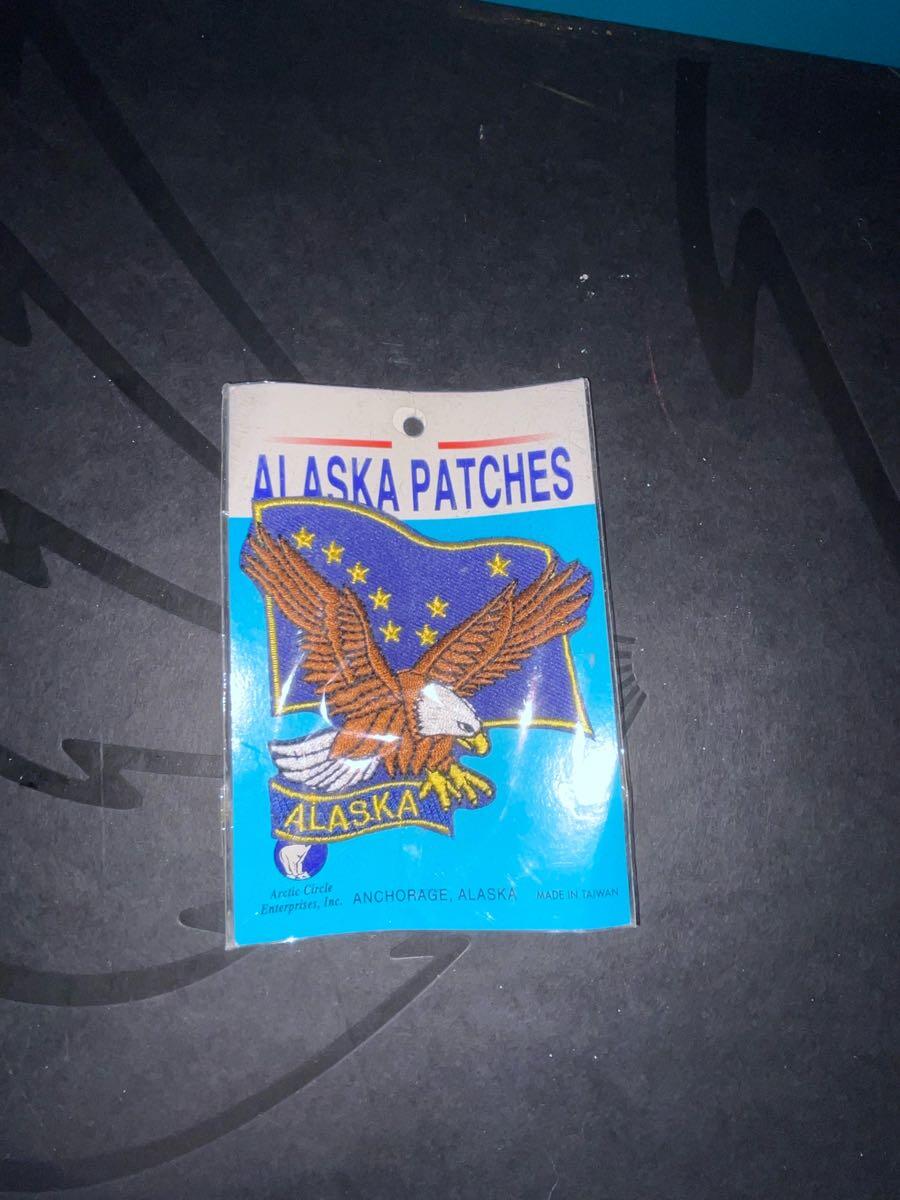 ALASKA PATCHES
ALASKA
Arctic Circle
Enterprises, Inc.
ANCHORAGE, ALASKA
MADE IN TAIWAN